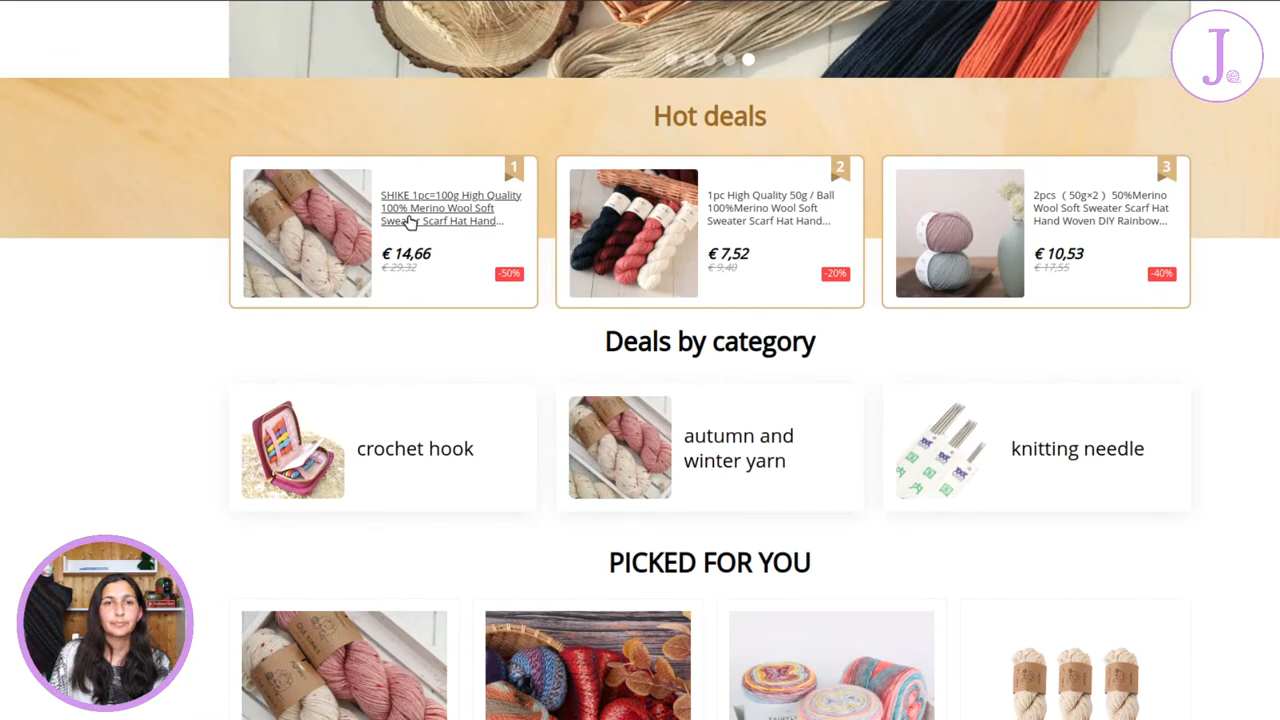 J
Hot deals
1
SHIKE 1pc=100g High Quality
100% Merino Wool Soft
Sweater Scarf Hat Hand...
€ 14,66
€ 29,32
-50%
2
1pc High Quality 50g / Ball
100%Merino Wool Soft
Sweater Scarf Hat Hand...
€ 7,52
€ 9,40
-20%
3
2pcs（50g×2）50%Merino
Wool Soft Sweater Scarf Hat
Hand Woven DIY Rainbow...
€ 10,53
€ 17,55
-40%
Deals by category
crochet hook
autumn and
winter yarn
knitting needle
PICKED FOR YOU